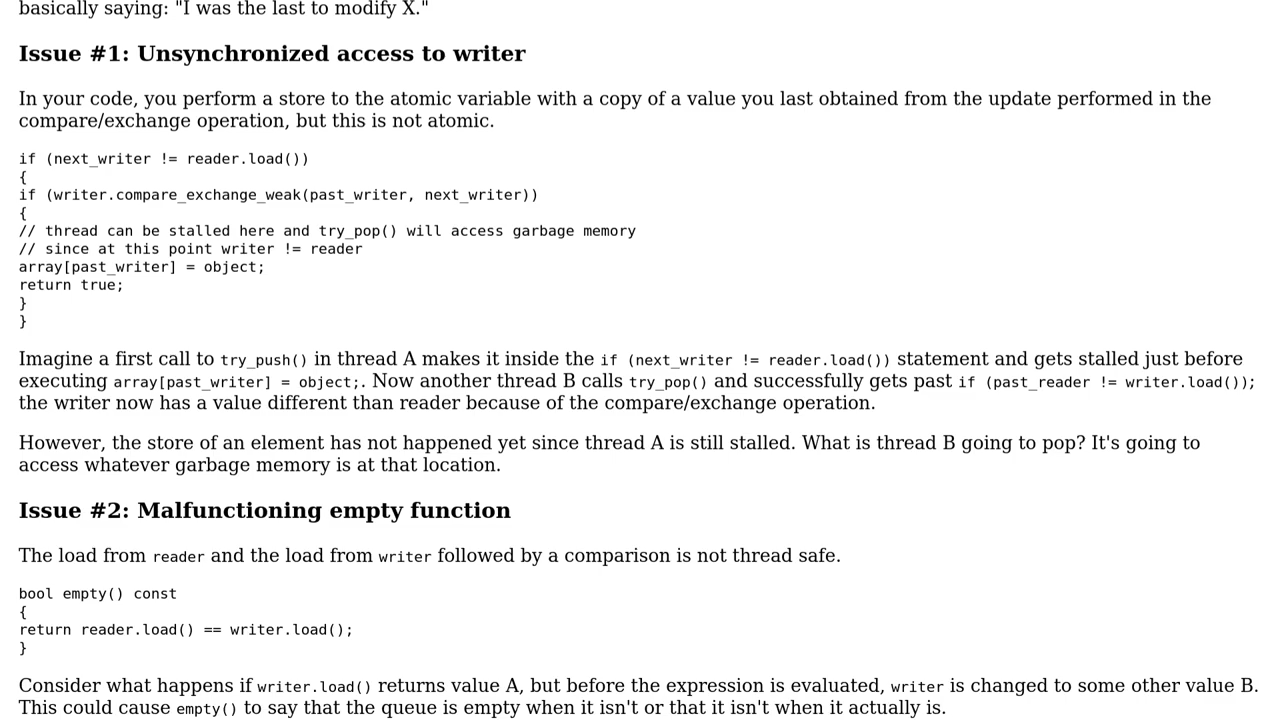 basically saying: "I was the last to modify X."
Issue #1: Unsynchronized access to writer
In your code, you perform a store to the atomic variable with a copy of a value you last obtained from the update performed in the
compare/exchange operation, but this is not atomic.
if (next_writer != reader.load())
{
if (writer.compare_exchange_weak(past_writer, next_writer))
{
// thread can be stalled here and try_pop() will access garbage memory
// since at this point writer != reader
array[past_writer] = object;
return true;
}
}
Imagine a first call to try_push() in thread A makes it inside the if (next_writer != reader.load()) statement and gets stalled just before
executing array[past_writer] = object;. Now another thread B calls try_pop() and successfully gets past if (past_reader != writer.load());
the writer now has a value different than reader because of the compare/exchange operation.
However, the store of an element has not happened yet since thread A is still stalled. What is thread B going to pop? It's going to
access whatever garbage memory is at that location.
Issue #2: Malfunctioning empty function
The load from reader and the load from writer followed by a comparison is not thread safe.
bool empty() const
{
return reader.load() == writer.load();
}
Consider what happens if writer.load() returns value A, but before the expression is evaluated, writer is changed to some other value B.
This could cause empty() to say that the queue is empty when it isn't or that it isn't when it actually is.